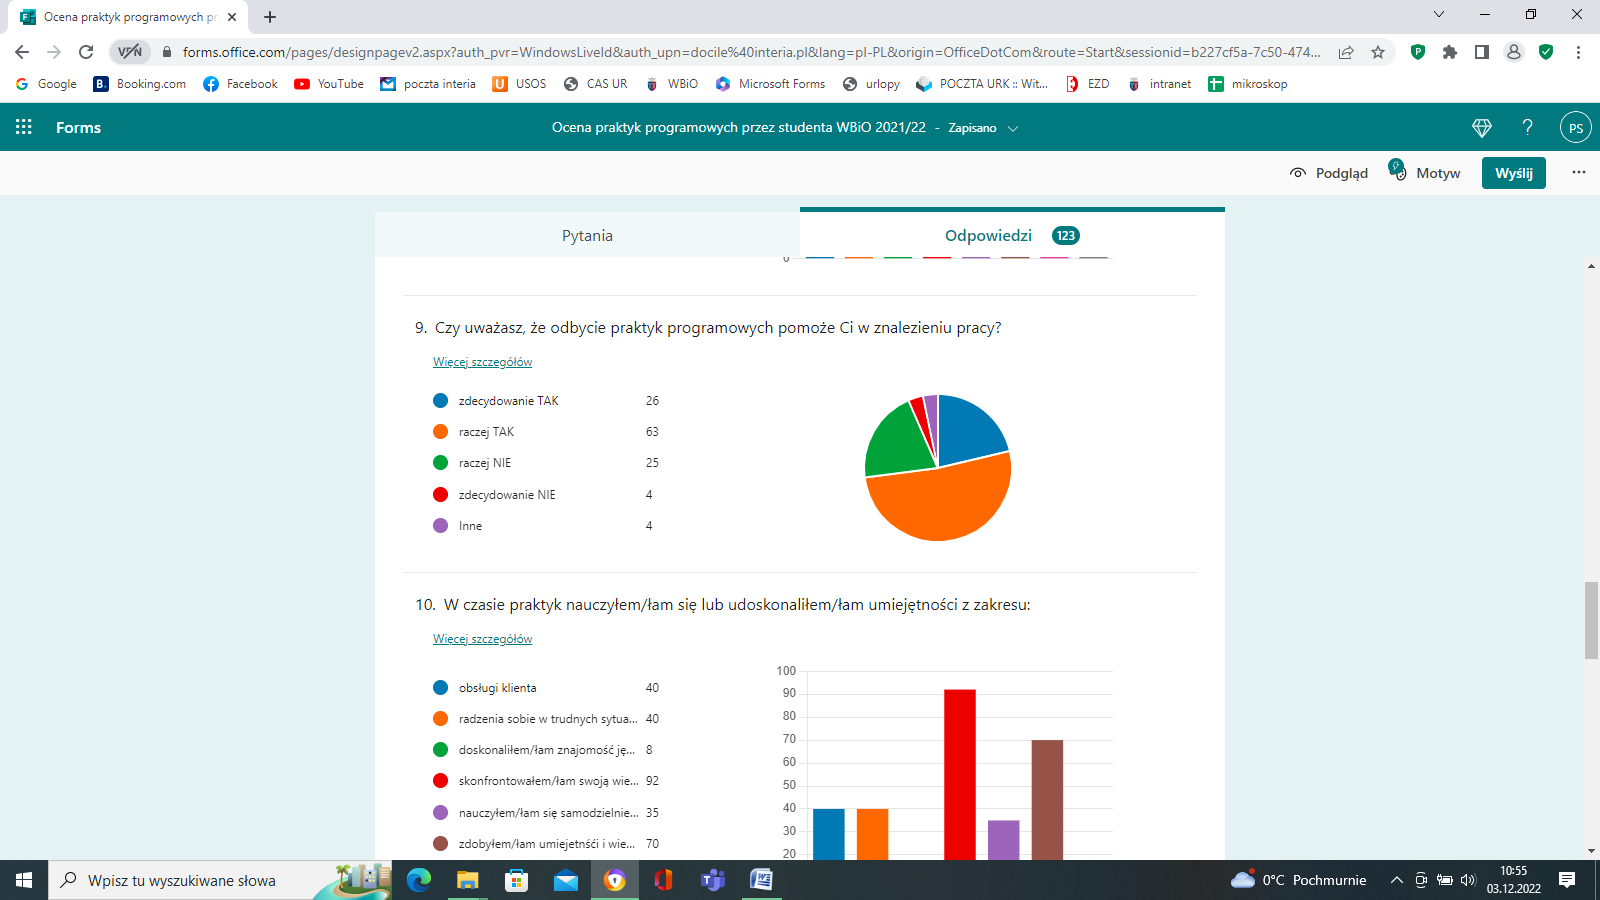 Ocena praktyk programowych pr
VPN
forms.office.com/pages/designpagev2.aspx?auth_pvr=WindowsLiveId&auth_upn=docile%40interia.pl&lang=pl-PL&origin=OfficeDotCom&route=Start&sessionid=b227cf5a-7c50-474...
Google Booking.com Facebook YouTube poczta interia USOS CAS UR WBiO Microsoft Forms urlopy POCZTA URK :: Wit... EZD intranet mikroskop
Forms
Ocena praktyk programowych przez studenta WBiO 2021/22 - Zapisano
? PS
Podgląd Motyw Wyślij ...
Pytania Odpowiedzi 123
0
9. Czy uważasz, że odbycie praktyk programowych pomoże Ci w znalezieniu pracy?
Więcej szczegółów
zdecydowanie TAK 26
raczej TAK 63
raczej NIE 25
zdecydowanie NIE 4
Inne 4
10. W czasie praktyk nauczyłem/łam się lub udoskonaliłem/łam umiejętności z zakresu:
Więcej szczegółów
obsługi klienta 40
radzenia sobie w trudnych sytua... 40
doskonaliłem/łam znajomość ję... 8
skonfrontowałem/łam swoją wie... 92
nauczyłem/łam się samodzielnie... 35
zdobyłem/łam umiejetnśći i wie... 70
100
90
80
70
60
50
40
30
20
Wpisz tu wyszukiwane słowa
0°C Pochmurnie
10:55
03.12.2022